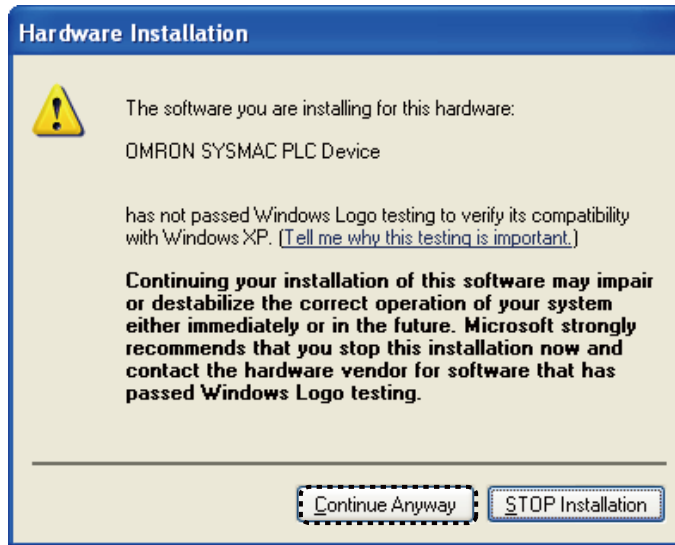 Hardware Installation
The software you are installing for this hardware:
OMRON SYSMAC PLC Device
has not passed Windows Logo testing to verify its compatibility
with Windows XP. (Tell me why this testing is important.)
Continuing your installation of this software may impair
or destabilize the correct operation of your system
either immediately or in the future. Microsoft strongly
recommends that you stop this installation now and
contact the hardware vendor for software that has
passed Windows Logo testing.
Continue Anyway
STOP Installation